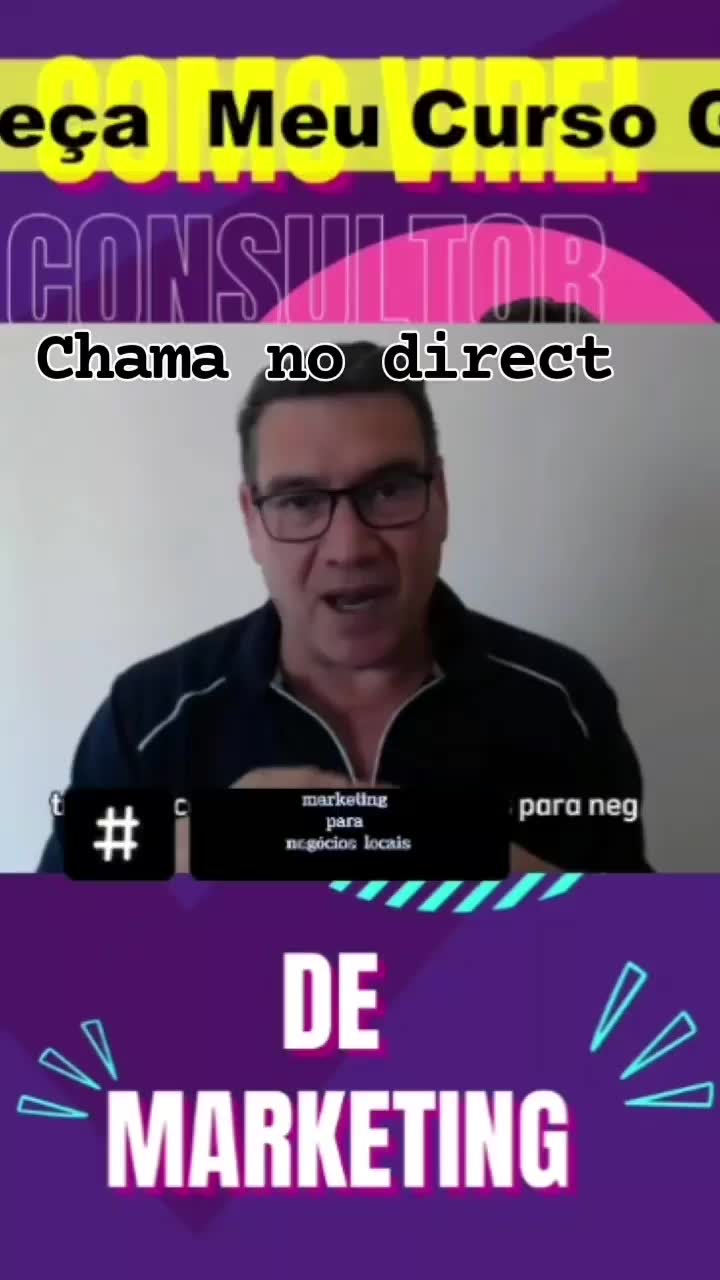 COMO VIREI
eça Meu Curso
CONSULTOR
Chama no direct
# marketing
para
negócios locais
para neg
DE
MARKETING